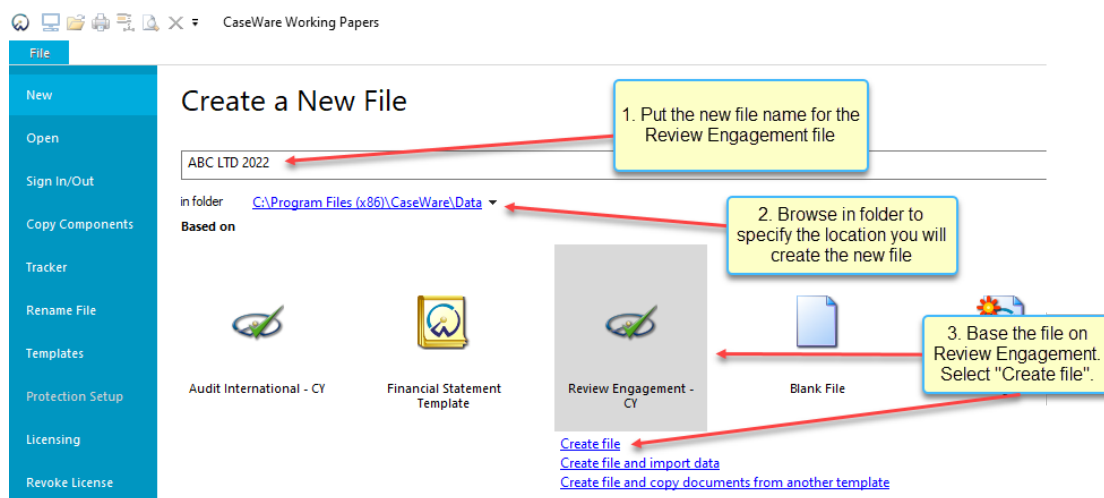 CaseWare Working Papers
File
New
Open
Sign In/Out
Copy Components
Tracker
Rename File
Templates
Protection Setup
Licensing
Revoke License
Create a New File
1. Put the new file name for the
Review Engagement file
ABC LTD 2022
in folder C:\Program Files (x86)\CaseWare\Data
Based on
2. Browse in folder to
specify the location you will
create the new file
3. Base the file on
Review Engagement.
Select "Create file".
Audit International - CY
Financial Statement
Template
Review Engagement -
CY
Blank File
Create file
Create file and import data
Create file and copy documents from another template